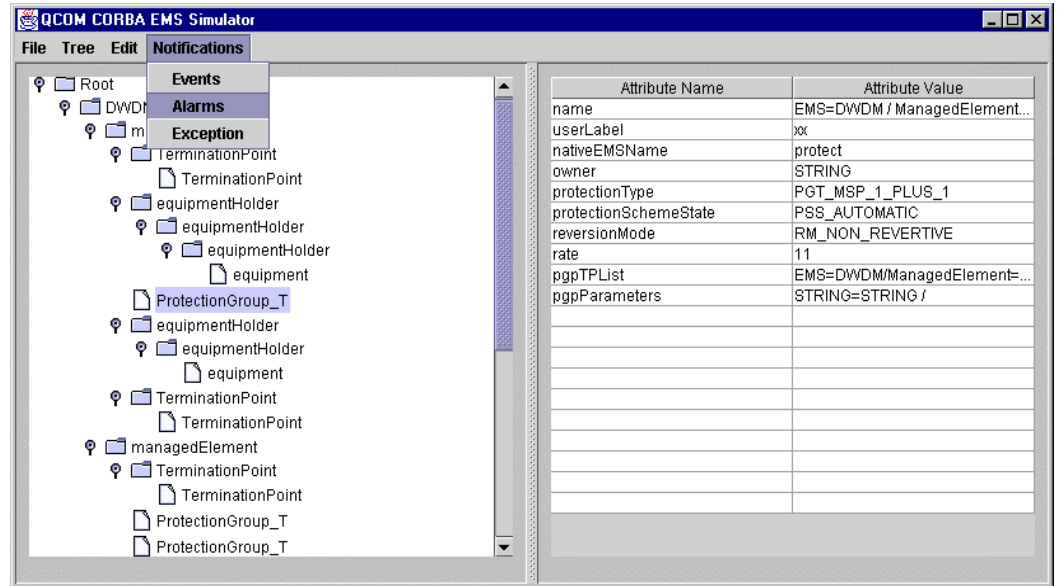 QCOM CORBA EMS Simulator
File Tree Edit Notifications
Events
Alarms
Exception
Root
DWD
m
TerminationPoint
TerminationPoint
equipmentHolder
equipmentHolder
equipmentHolder
equipment
ProtectionGroup_T
equipmentHolder
equipmentHolder
equipment
TerminationPoint
TerminationPoint
managedElement
TerminationPoint
TerminationPoint
ProtectionGroup_T
ProtectionGroup_T
Attribute Name Attribute Value
name EMS=DWDM / ManagedElement...
userLabel xx
nativeEMSName protect
owner STRING
protectionType PGT_MSP_1_PLUS_1
protectionSchemeState PSS_AUTOMATIC
reversionMode RM_NON_REVERTIVE
rate 11
pgpTPList EMS=DWDM/ManagedElement=...
pgpParameters STRING=STRING /